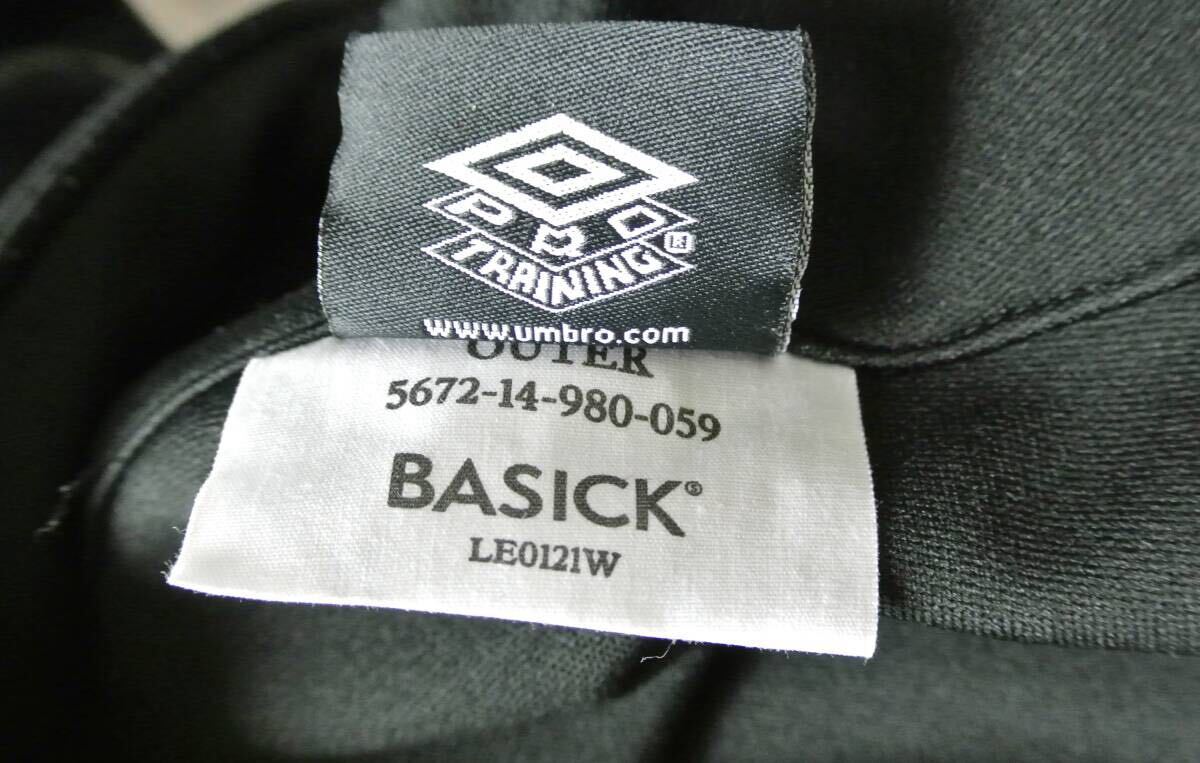 PRO
TRAINING®
www.umbro.com
OUTER
5672-14-980-059
BASICK®
LE0121W